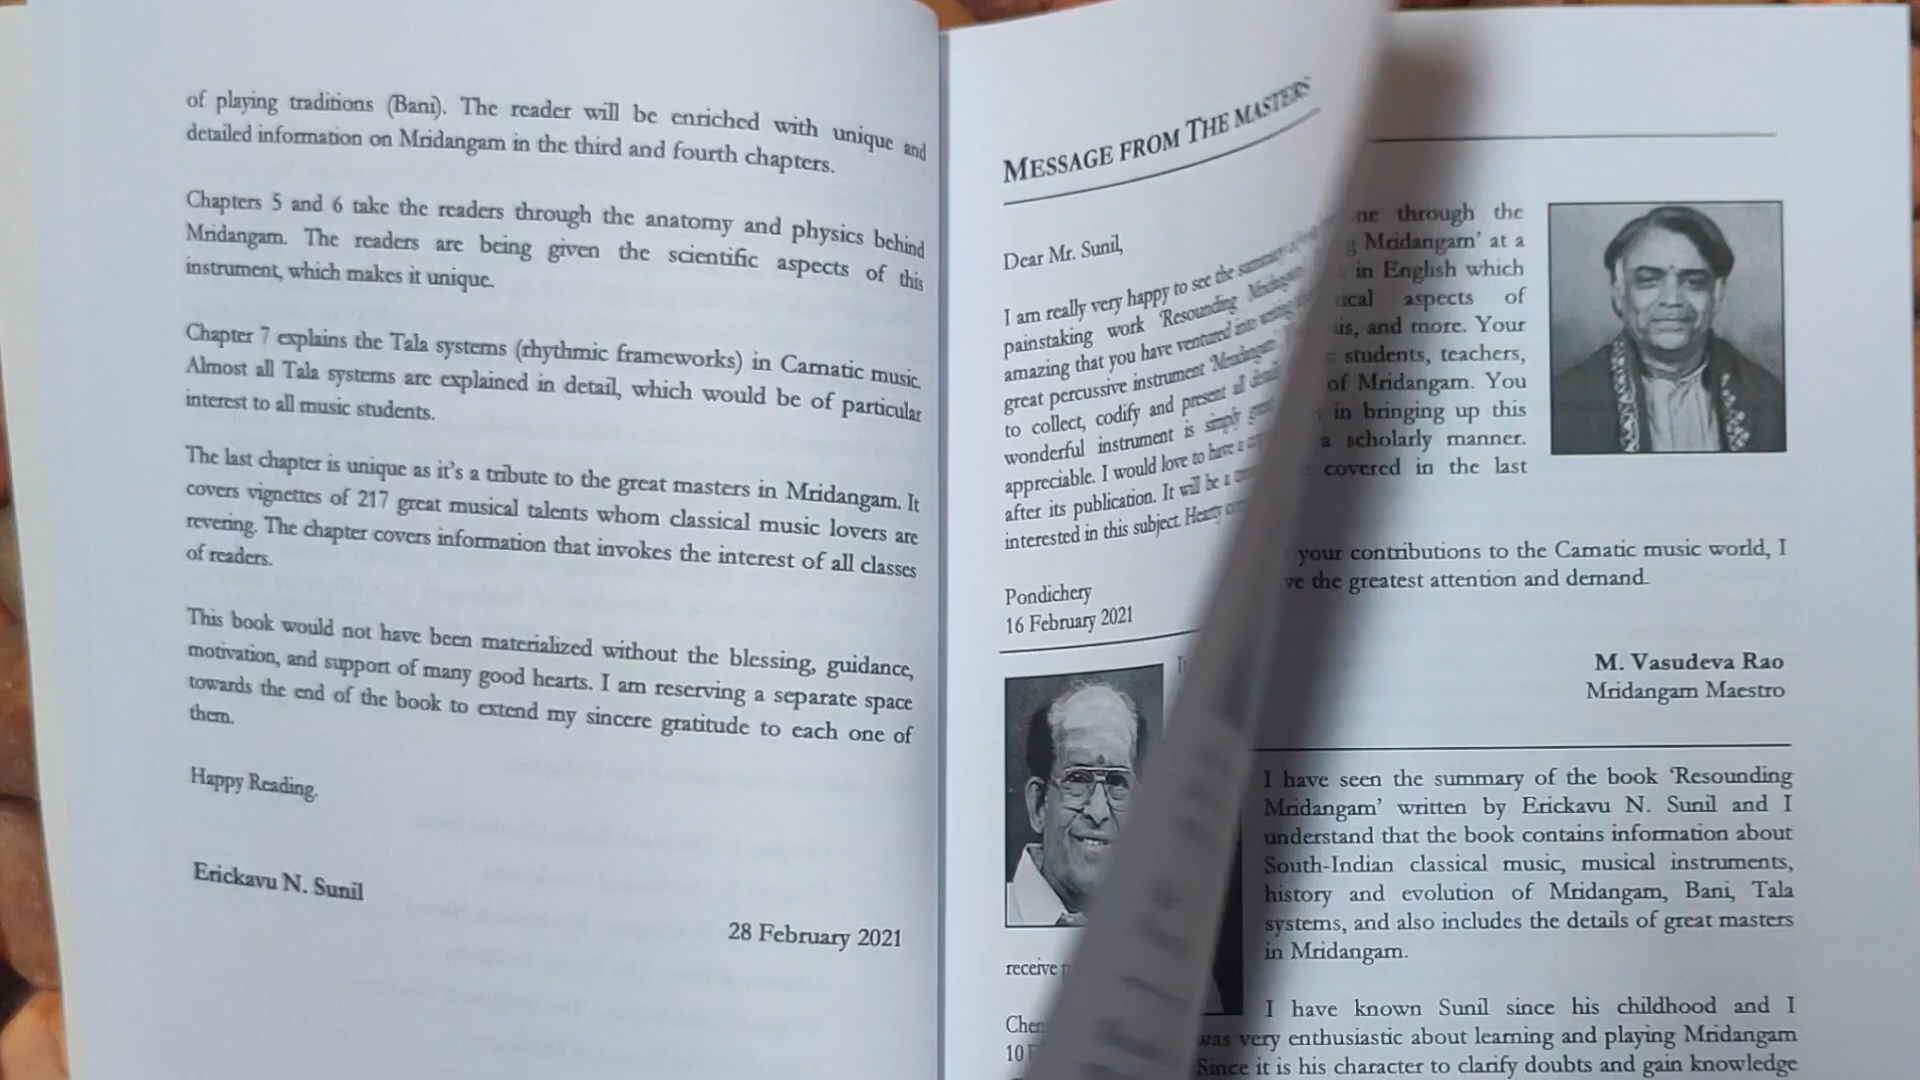 of playing traditions (Bani). The reader will be enriched with unique and
detailed information on Mridangam in the third and fourth chapters.
Chapters 5 and 6 take the readers through the anatomy and physics behind
Mridangam. The readers are being given the scientific aspects of this
instrument, which makes it unique.
Chapter 7 explains the Tala systems (rhythmic frameworks) in Carnatic music.
Almost all Tala systems are explained in detail, which would be of particular
interest to all music students.
The last chapter is unique as it's a tribute to the great masters in Mridangam. It
covers vignettes of 217 great musical talents whom classical music lovers are
revering. The chapter covers information that invokes the interest of all classes
of readers.
This book would not have been materialized without the blessing, guidance,
motivation, and support of many good hearts. I am reserving a separate space
towards the end of the book to extend my sincere gratitude to each one of
them.
Happy Reading.
Erickavu N. Sunil
28 February 2021
MESSAGE FROM THE MASTERS
Dear Mr. Sunil,
I am really very happy to see the summary
painstaking work 'Resounding Mridangam
amazing that you have ventured into writing
great percussive instrument 'Mridangam
to collect, codify and present all details
wonderful instrument is simply
appreciable. I would love to have a
after its publication. It will be a
interested in this subject. Hearty
Pondichery
16 February 2021
receive
10
through the
Mridangam' at a
in English which
aspects of
and more. Your
students, teachers,
of Mridangam. You
in bringing up this
a scholarly manner.
covered in the last
your contributions to the Carnatic music world, I
the greatest attention and demand.
M. Vasudeva Rao
Mridangam Maestro
I have seen the summary of the book 'Resounding
Mridangam' written by Erickavu N. Sunil and I
understand that the book contains information about
South-Indian classical music, musical instruments,
history and evolution of Mridangam, Bani, Tala
systems, and also includes the details of great masters
in Mridangam.
I have known Sunil since his childhood and I
was very enthusiastic about learning and playing Mridangam
Since it is his character to clarify doubts and gain knowledge